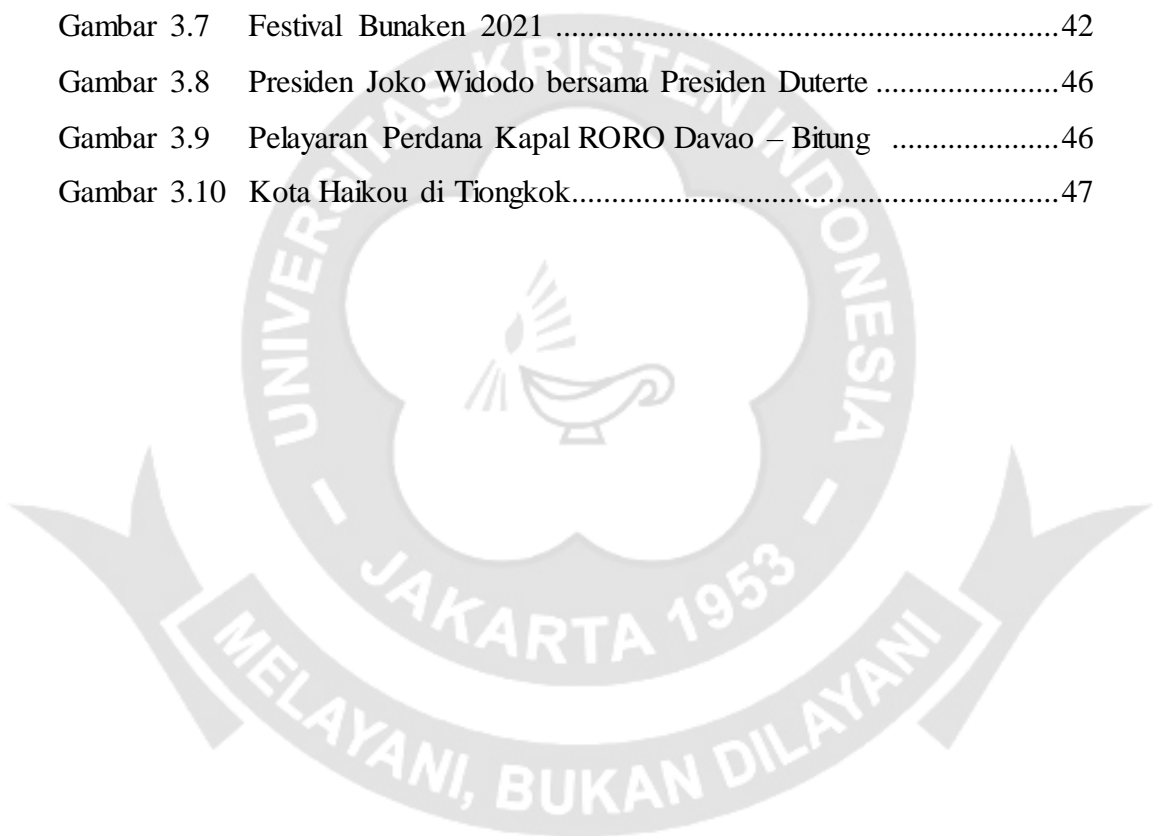 Gambar 3.7 Festival Bunaken 2021 .....................................................42
Gambar 3.8 Presiden Joko Widodo bersama Presiden Duterte ......................46
Gambar 3.9 Pelayaran Perdana Kapal RORO Davao – Bitung ..................46
Gambar 3.10 Kota Haikou di Tiongkok...................................................47
UNIVERSITAS KRISTEN INDONESIA
JAKARTA 1953
MELAYANI, BUKAN DILAYANI